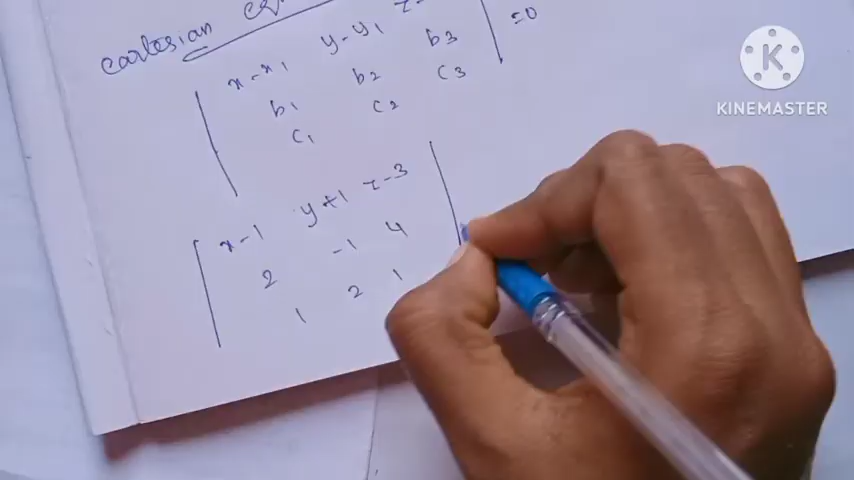 cartesian
x-x1 y-y1 z-
b1 b2 b3
c1 c2 c3
=0
x-1 y+1 z-3
2 -1 4
1 2 1
K
KINEMASTER